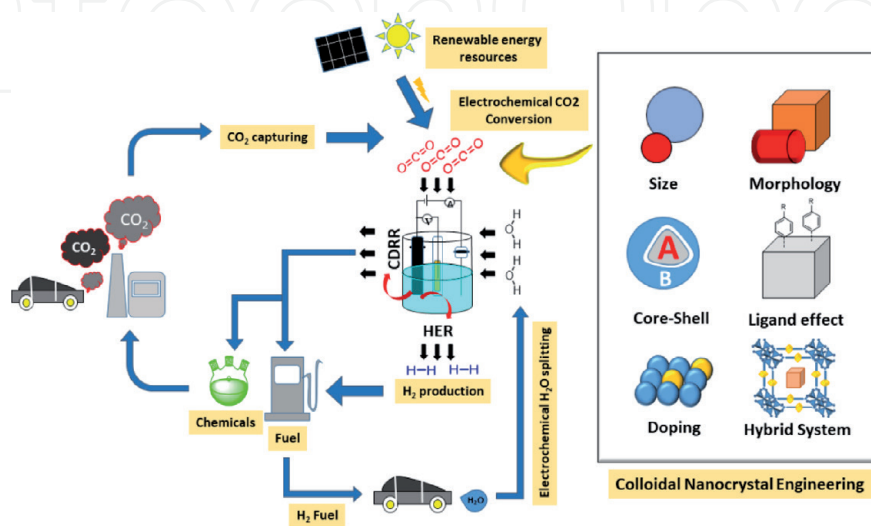 Renewable energy
resources
Electrochemical CO2
Conversion
CO₂ capturing
O=C=O
O=C=O
O=C=O
CO₂
CO₂
A
V
H
O
H
H
O
H
CDRR
HER
H–H
H–H
H₂ production
Chemicals
Fuel
H₂ Fuel
H₂O
Electrochemical H₂O splitting
Size
Morphology
R
R
A
B
Core-Shell
Ligand effect
Doping
Hybrid System
Colloidal Nanocrystal Engineering